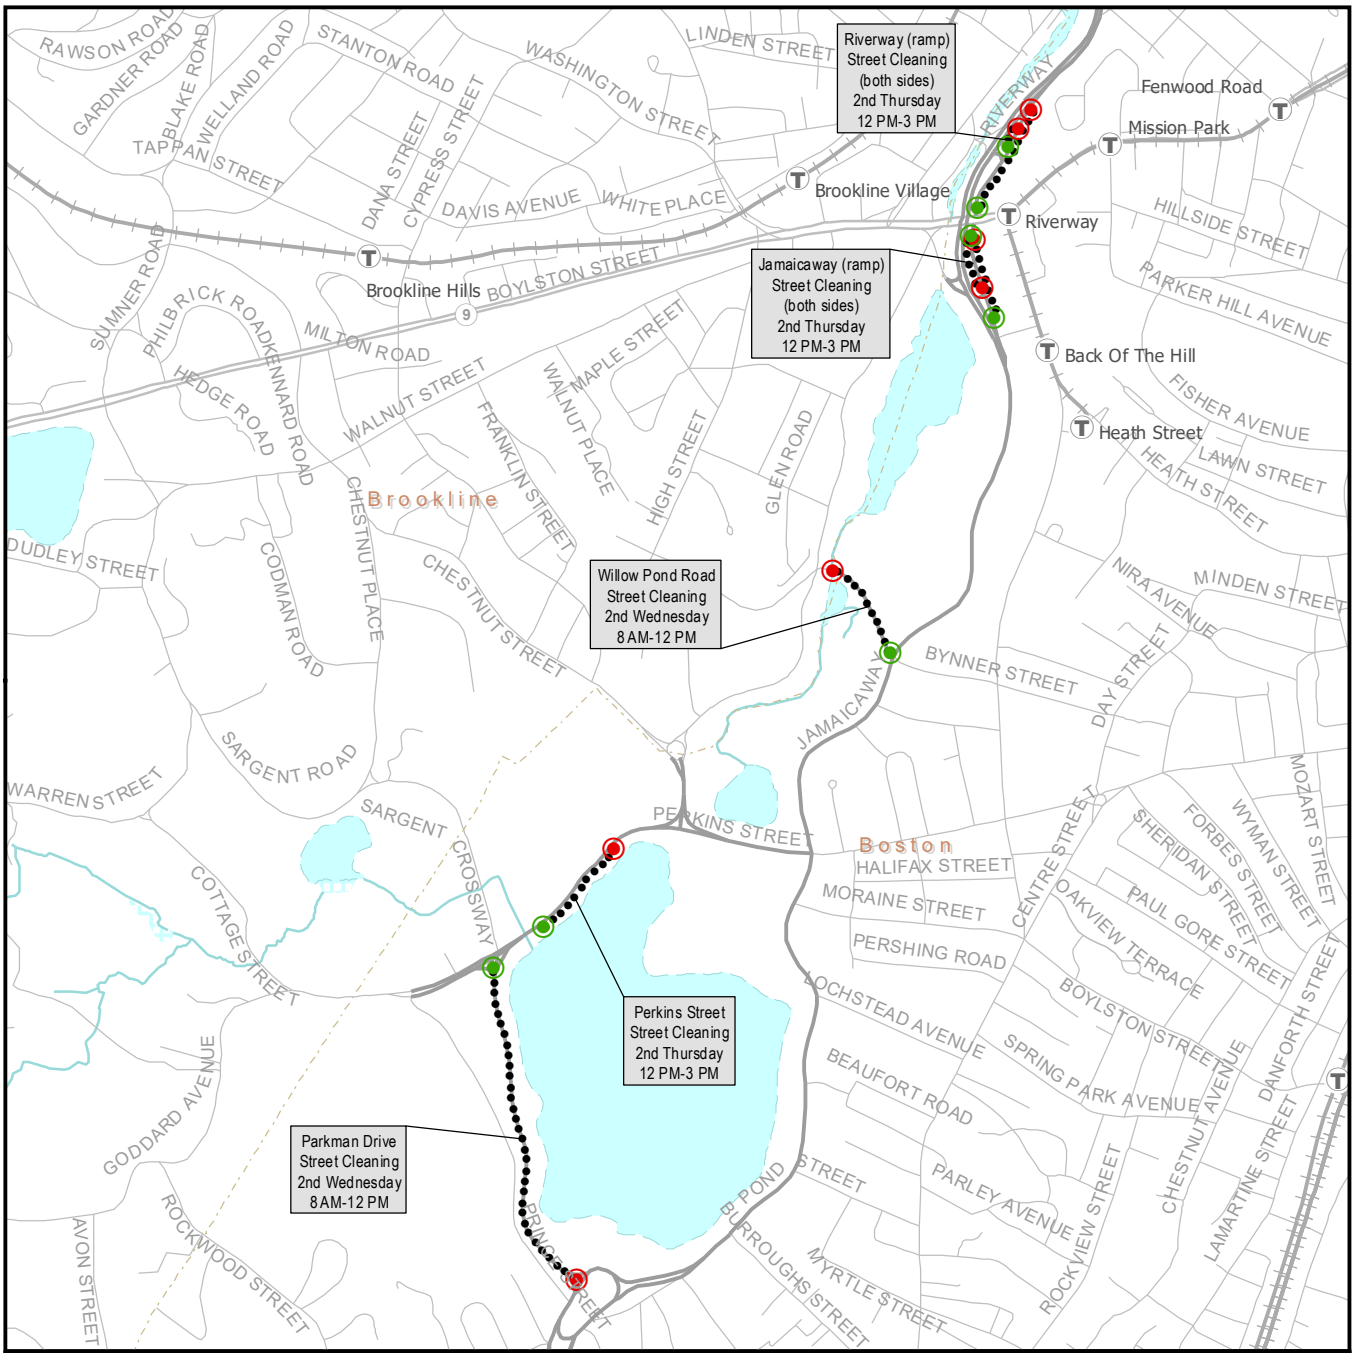 RAWSON ROAD
GARDNER ROAD
TAPPAN STREET
BLAKE ROAD
WELLAND ROAD
STANTON ROAD
WASHINGTON STREET
LINDEN STREET
DANA STREET
CYPRESS STREET
DAVIS AVENUE
WHITE PLACE
Riverway (ramp)
Street Cleaning
(both sides)
2nd Thursday
12 PM-3 PM
RIVERWAY
Fenwood Road
T
Mission Park
T
T
Brookline Village
T
Riverway
HILLSIDE STREET
PARKER HILL AVENUE
T
Brookline Hills
9
BOYLSTON STREET
Jamaicaway (ramp)
Street Cleaning
(both sides)
2nd Thursday
12 PM-3 PM
SUMNER ROAD
PHILBRICK ROAD
KENNARD ROAD
MILTON ROAD
HEDGE ROAD
WALNUT STREET
MAPLE STREET
WALNUT PLACE
FRANKLIN STREET
HIGH STREET
GLEN ROAD
T
Back Of The Hill
T
Heath Street
FISHER AVENUE
LAWN STREET
HEATH STREET
Brookline
CHESTNUT PLACE
DUDLEY STREET
CODMAN ROAD
CHESTNUT STREET
Willow Pond Road
Street Cleaning
2nd Wednesday
8 AM-12 PM
NIRA AVENUE
MINDEN STREET
BYNNER STREET
DAY STREET
JAMAICAWAY
SARGENT ROAD
WARREN STREET
SARGENT
CROSSWAY
COTTAGE STREET
PERKINS STREET
Boston
HALIFAX STREET
MORAINE STREET
PERSHING ROAD
CENTRE STREET
MOZART STREET
WYMAN STREET
FORBES STREET
SHERIDAN STREET
PAUL GORE STREET
OAKVIEW TERRACE
BOYLSTON STREET
LOCHSTEAD AVENUE
SPRING PARK AVENUE
BEAUFORT ROAD
DANFORTH STREET
CHESTNUT AVENUE
LAMARTINE STREET
T
Perkins Street
Street Cleaning
2nd Thursday
12 PM-3 PM
GODDARD AVENUE
Parkman Drive
Street Cleaning
2nd Wednesday
8 AM-12 PM
AVON STREET
ROCKWOOD STREET
PRINCE STREET
POND
STREET
BURROUGHS STREET
MYRTLE STREET
PARLEY AVENUE
ROCKVIEW STREET